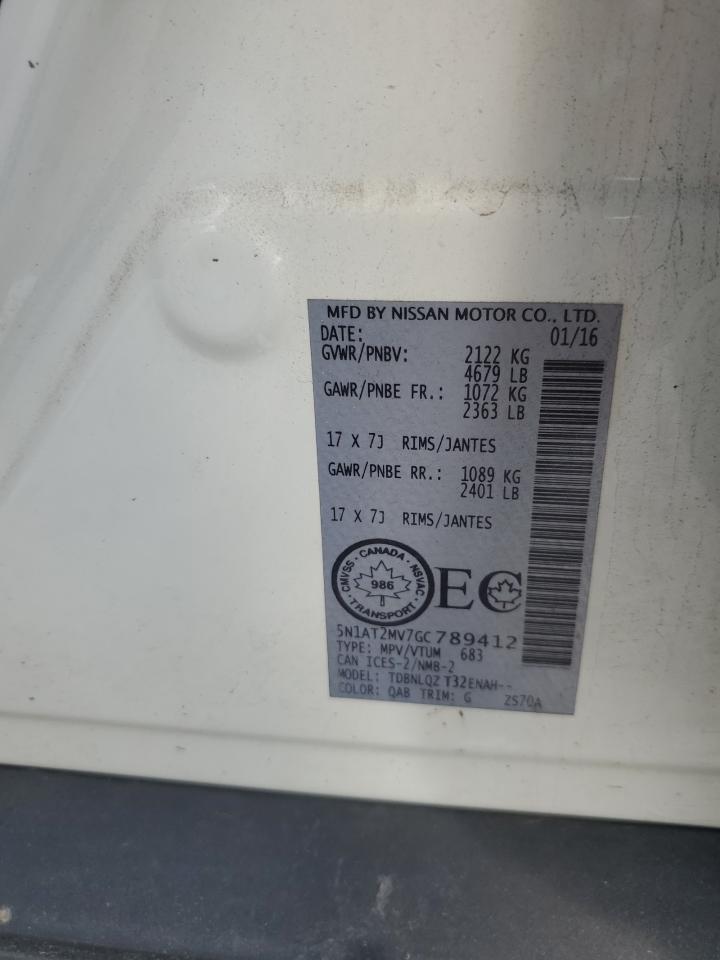 MFD BY NISSAN MOTOR CO., LTD.
DATE: 01/16
GVWR/PNBV: 2122 KG
4679 LB
GAWR/PNBE FR.: 1072 KG
2363 LB
17 X 7J RIMS/JANTES
GAWR/PNBE RR.: 1089 KG
2401 LB
17 X 7J RIMS/JANTES
CMVSS · CANADA · NSVAC · TRANSPORT ·
986
EC
5N1AT2MV7GC789412
TYPE: MPV/VTUM 683
CAN ICES-2/NMB-2
MODEL: TDBNLQZ T32ENAH--
COLOR: QAB TRIM: G ZS70A